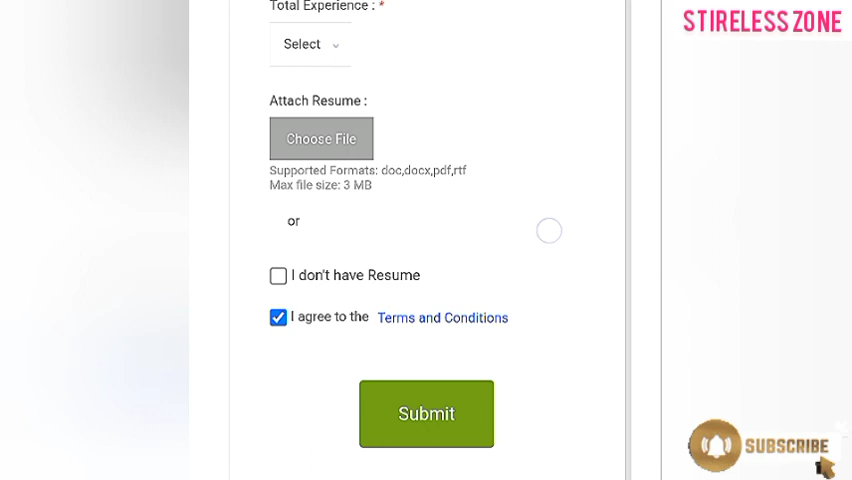 Total Experience : *
STIRELESS ZONE
Select
Attach Resume :
Choose File
Supported Formats: doc,docx,pdf,rtf
Max file size: 3 MB
or
I don't have Resume
I agree to the Terms and Conditions
Submit
SUBSCRIBE